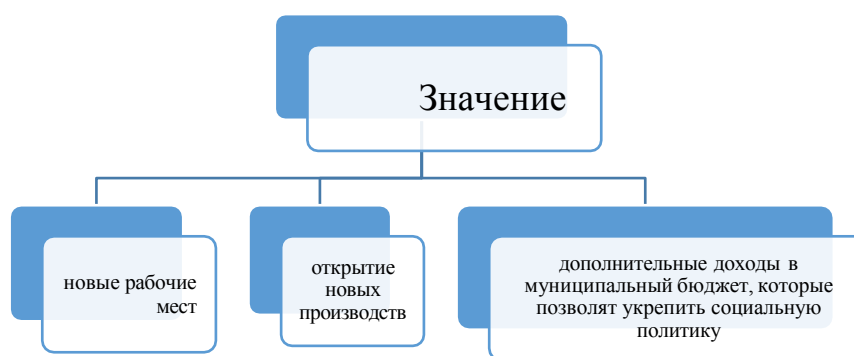 Значение
новые рабочие
мест
открытие
новых
производств
дополнительные доходы в
муниципальный бюджет, которые
позволят укрепить социальную
политику